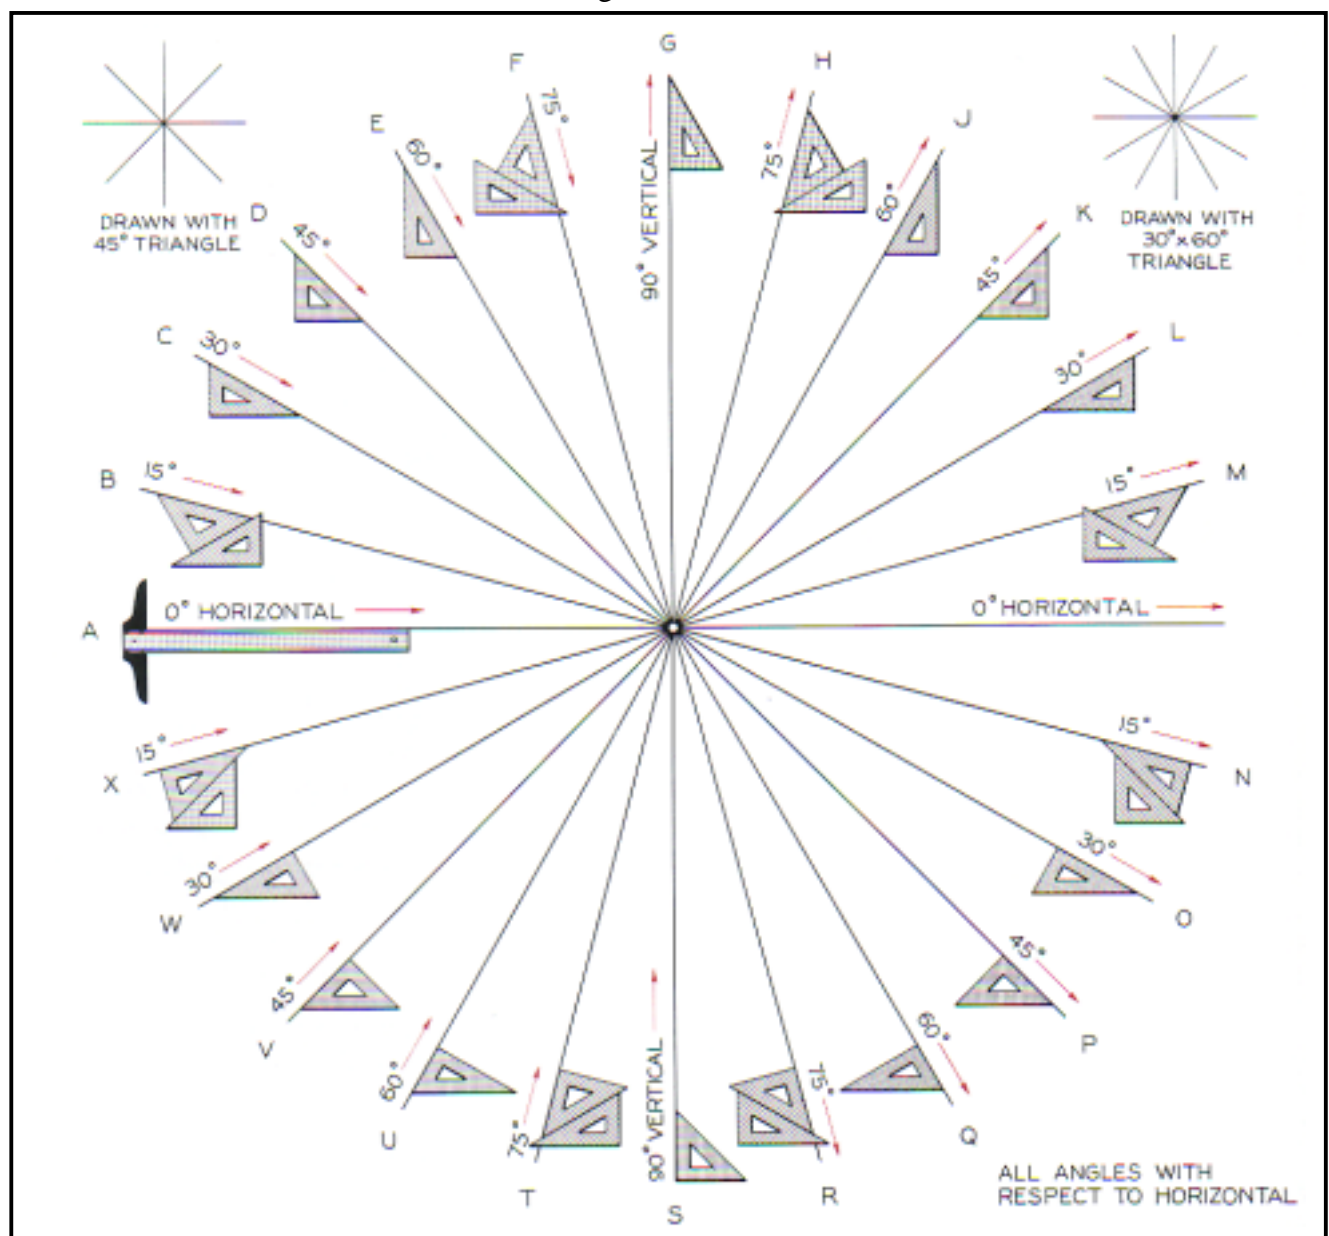 G
F
H
E
J
75°
75°
60°
60°
DRAWN WITH
45° TRIANGLE
D
45°
90° VERTICAL
45°
K
DRAWN WITH
30° x 60°
TRIANGLE
C
30°
30°
L
B
15°
15°
M
A
0° HORIZONTAL
0° HORIZONTAL
X
15°
15°
N
W
30°
30°
O
V
45°
45°
P
U
60°
60°
Q
T
75°
90° VERTICAL
75°
R
S
ALL ANGLES WITH
RESPECT TO HORIZONTAL